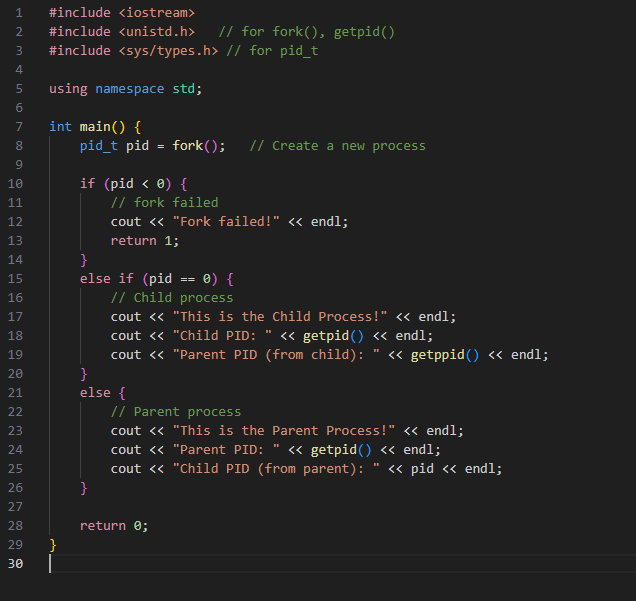 1 #include <iostream>
2 #include <unistd.h>   // for fork(), getpid()
3 #include <sys/types.h> // for pid_t
4
5 using namespace std;
6
7 int main() {
8     pid_t pid = fork();   // Create a new process
9
10     if (pid < 0) {
11         // fork failed
12         cout << "Fork failed!" << endl;
13         return 1;
14     }
15     else if (pid == 0) {
16         // Child process
17         cout << "This is the Child Process!" << endl;
18         cout << "Child PID: " << getpid() << endl;
19         cout << "Parent PID (from child): " << getppid() << endl;
20     }
21     else {
22         // Parent process
23         cout << "This is the Parent Process!" << endl;
24         cout << "Parent PID: " << getpid() << endl;
25         cout << "Child PID (from parent): " << pid << endl;
26     }
27
28     return 0;
29 }
30